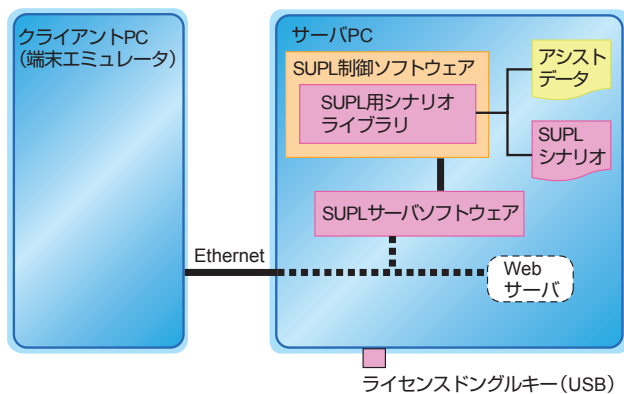 クライアントPC
（端末エミュレータ）
サーバPC
SUPL制御ソフトウェア
SUPL用シナリオ
ライブラリ
アシスト
データ
SUPL
シナリオ
SUPLサーバソフトウェア
Ethernet
Web
サーバ
ライセンスドングルキー（USB）